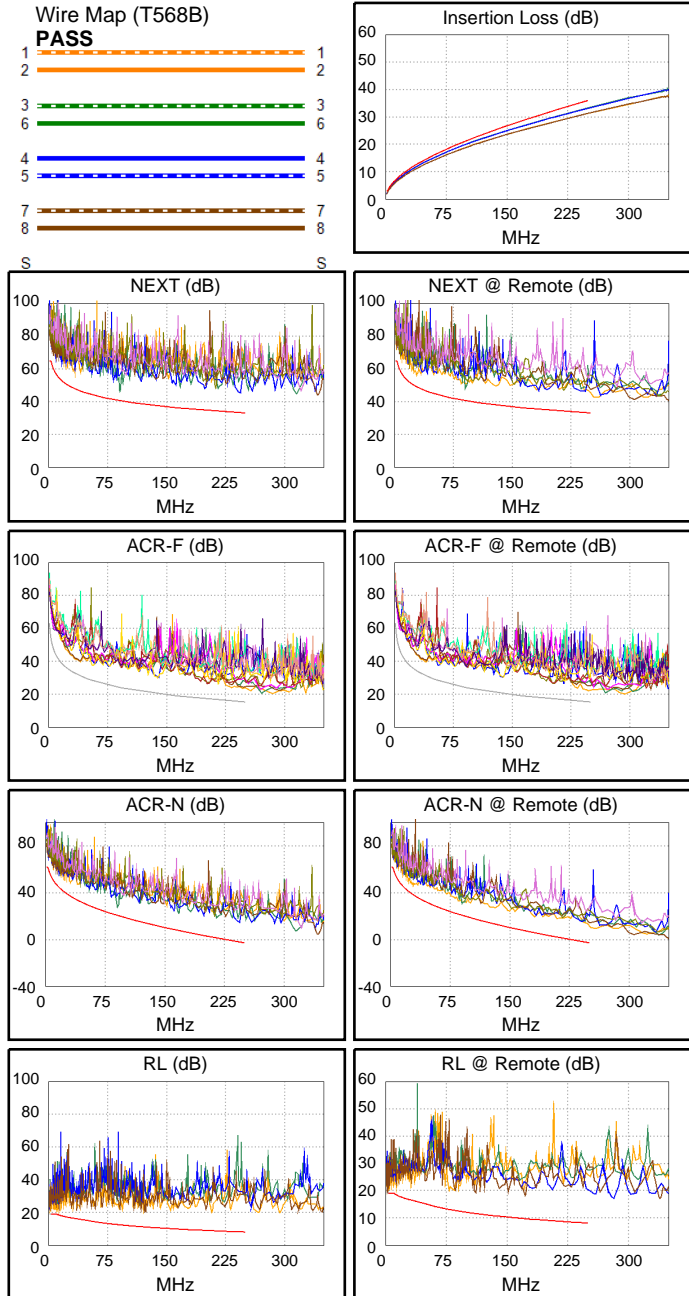 Wire Map (T568B)
PASS
1 1
2 2
3 3
6 6
4 4
5 5
7 7
8 8
S S
Insertion Loss (dB)
60
50
40
30
20
10
0
0 75 150 225 300
MHz
NEXT (dB)
100
80
60
40
20
0
0 75 150 225 300
MHz
NEXT @ Remote (dB)
100
80
60
40
20
0
0 75 150 225 300
MHz
ACR-F (dB)
100
80
60
40
20
0
0 75 150 225 300
MHz
ACR-F @ Remote (dB)
100
80
60
40
20
0
0 75 150 225 300
MHz
ACR-N (dB)
80
40
0
-40
0 75 150 225 300
MHz
ACR-N @ Remote (dB)
80
40
0
-40
0 75 150 225 300
MHz
RL (dB)
100
80
60
40
20
0
0 75 150 225 300
MHz
RL @ Remote (dB)
60
50
40
30
20
10
0
0 75 150 225 300
MHz